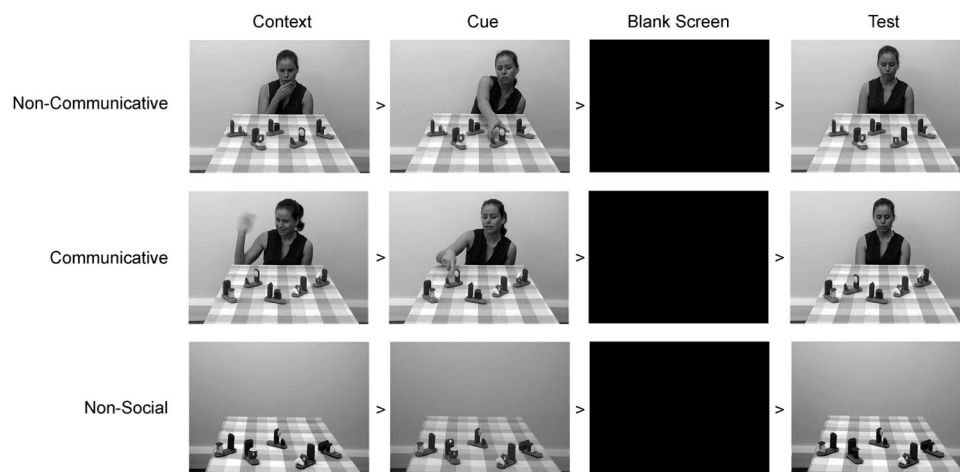 Context Cue Blank Screen Test
Non-Communicative > > >
Communicative > > >
Non-Social > > >